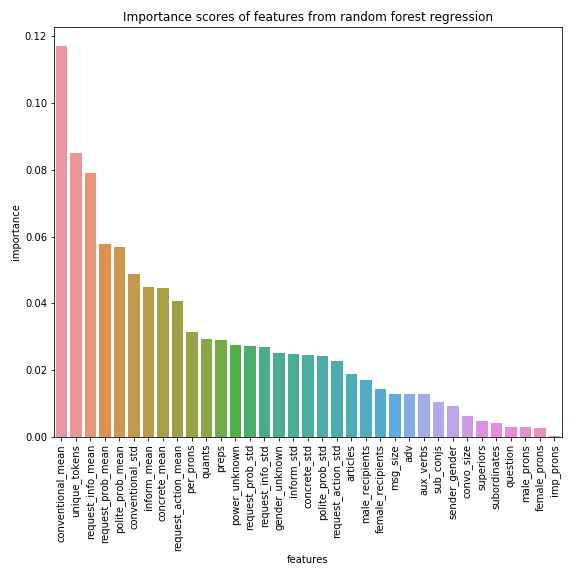 Importance scores of features from random forest regression
importance
0.12
0.10
0.08
0.06
0.04
0.02
0.00
conventional_mean
unique_tokens
request_info_mean
request_prob_mean
polite_prob_mean
conventional_std
inform_mean
concrete_mean
request_action_mean
per_prons
quants
preps
power_unknown
request_prob_std
request_info_std
gender_unknown
inform_std
concrete_std
polite_prob_std
request_action_std
articles
male_recipients
female_recipients
msg_size
adv
aux_verbs
sub_conjs
sender_gender
convo_size
superiors
subordinates
question
male_prons
female_prons
imp_prons
features